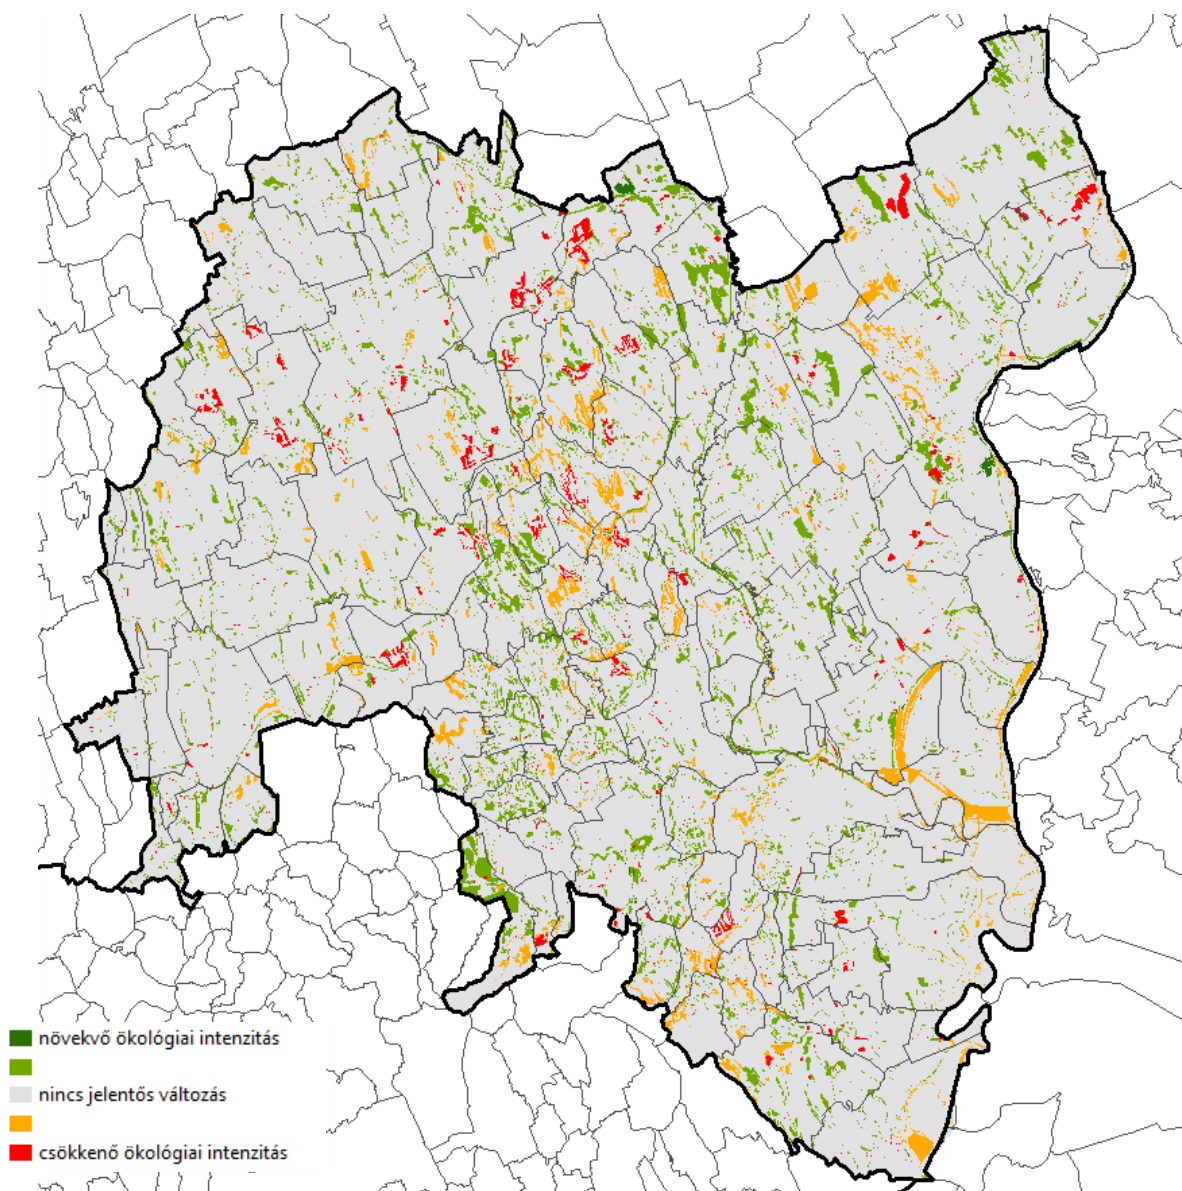 növekvő ökológiai intenzitás
nincs jelentős változás
csökkenő ökológiai intenzitás